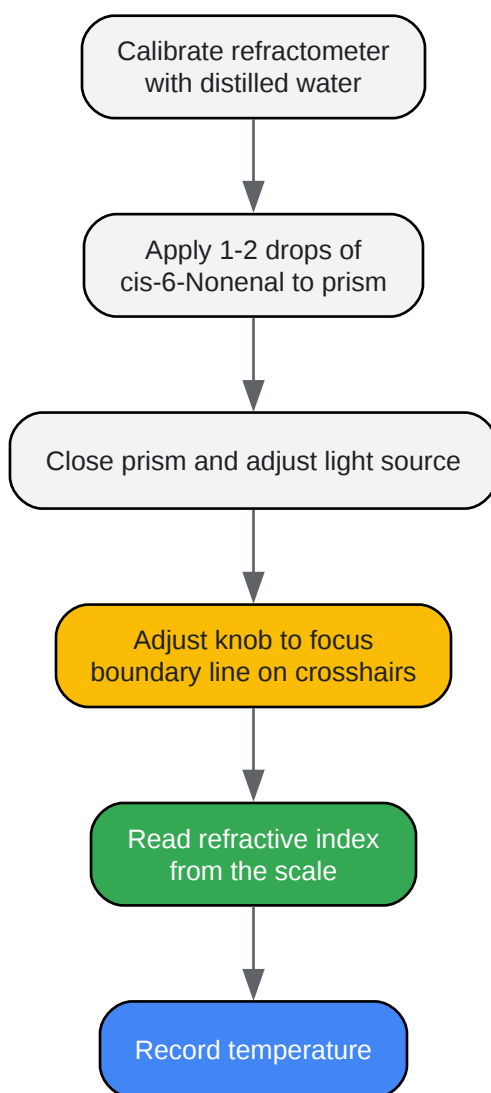 Calibrate refractometer
with distilled water
Apply 1-2 drops of
cis-6-Nonenal to prism
Close prism and adjust light source
Adjust knob to focus
boundary line on crosshairs
Read refractive index
from the scale
Record temperature